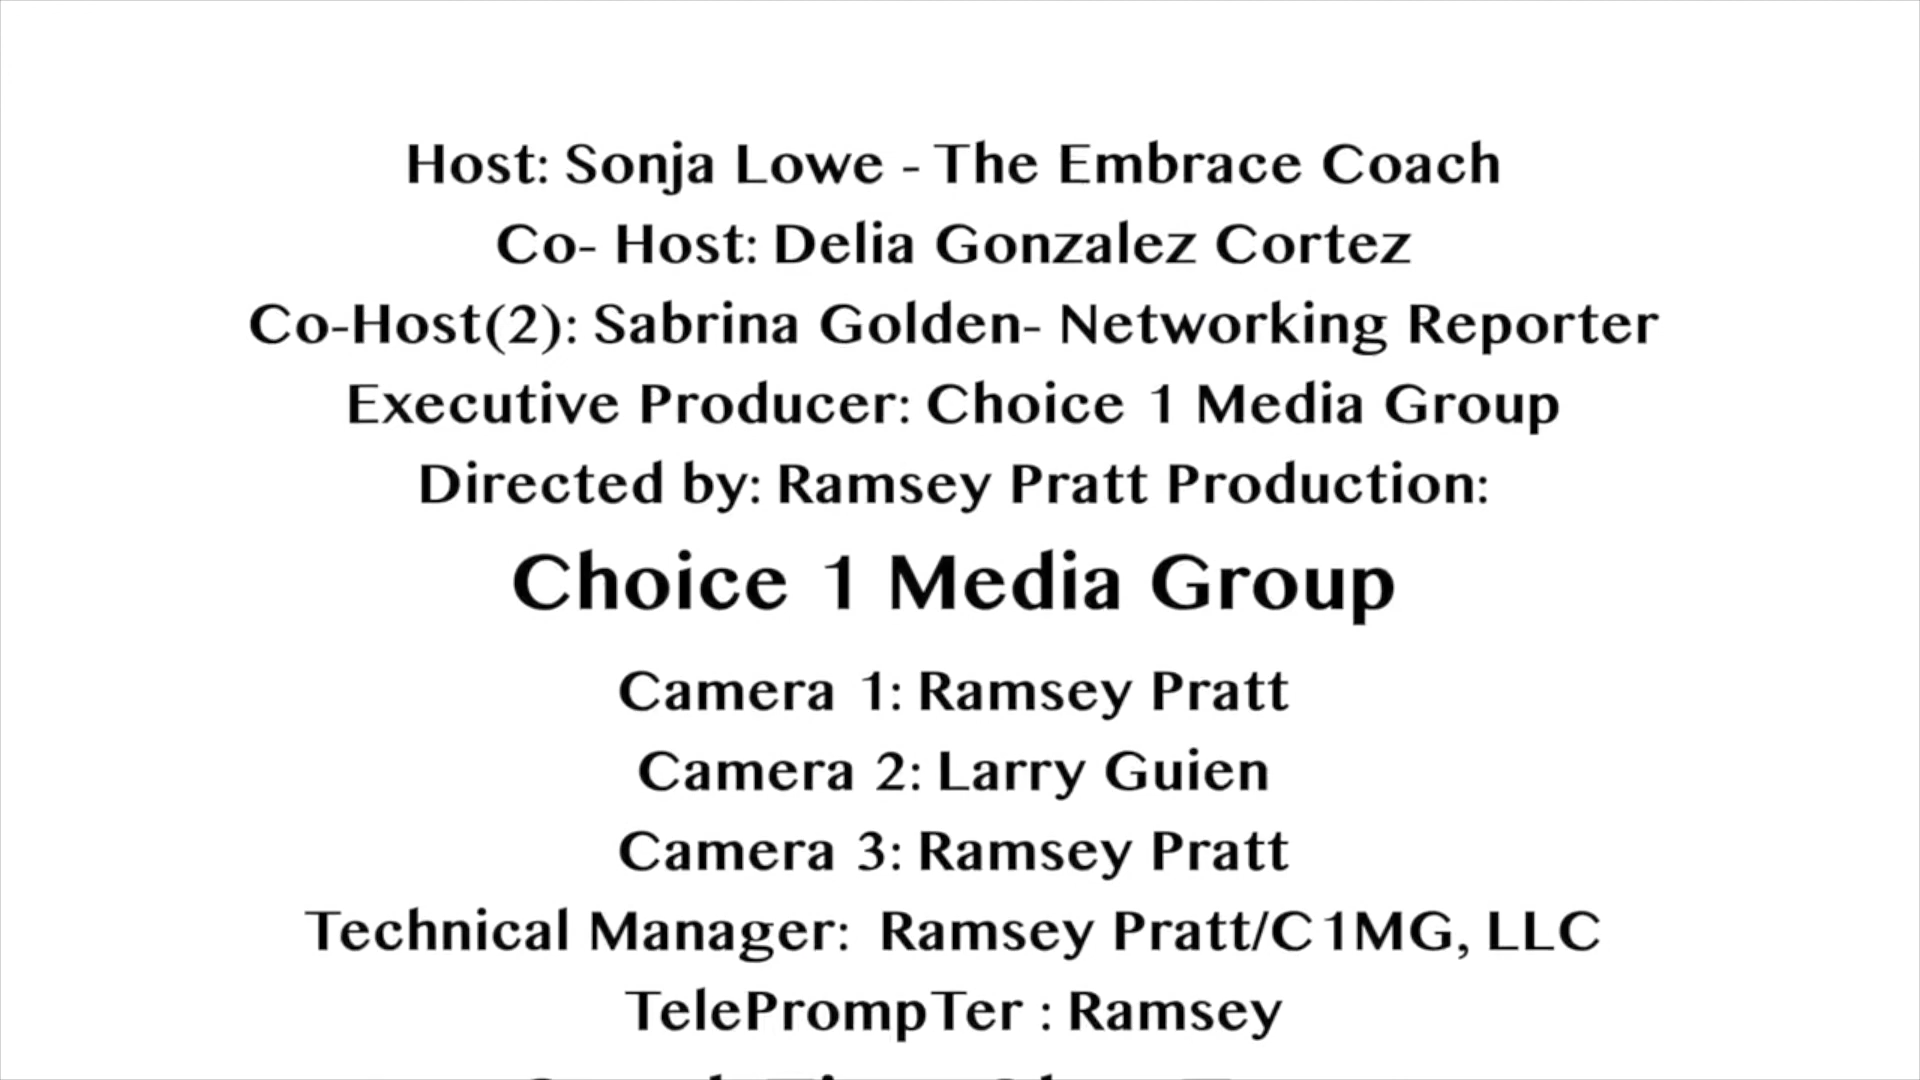 Host: Sonja Lowe - The Embrace Coach
Co- Host: Delia Gonzalez Cortez
Co-Host(2): Sabrina Golden- Networking Reporter
Executive Producer: Choice 1 Media Group
Directed by: Ramsey Pratt Production:
Choice 1 Media Group
Camera 1: Ramsey Pratt
Camera 2: Larry Guien
Camera 3: Ramsey Pratt
Technical Manager: Ramsey Pratt/C1MG, LLC
TelePrompTer : Ramsey